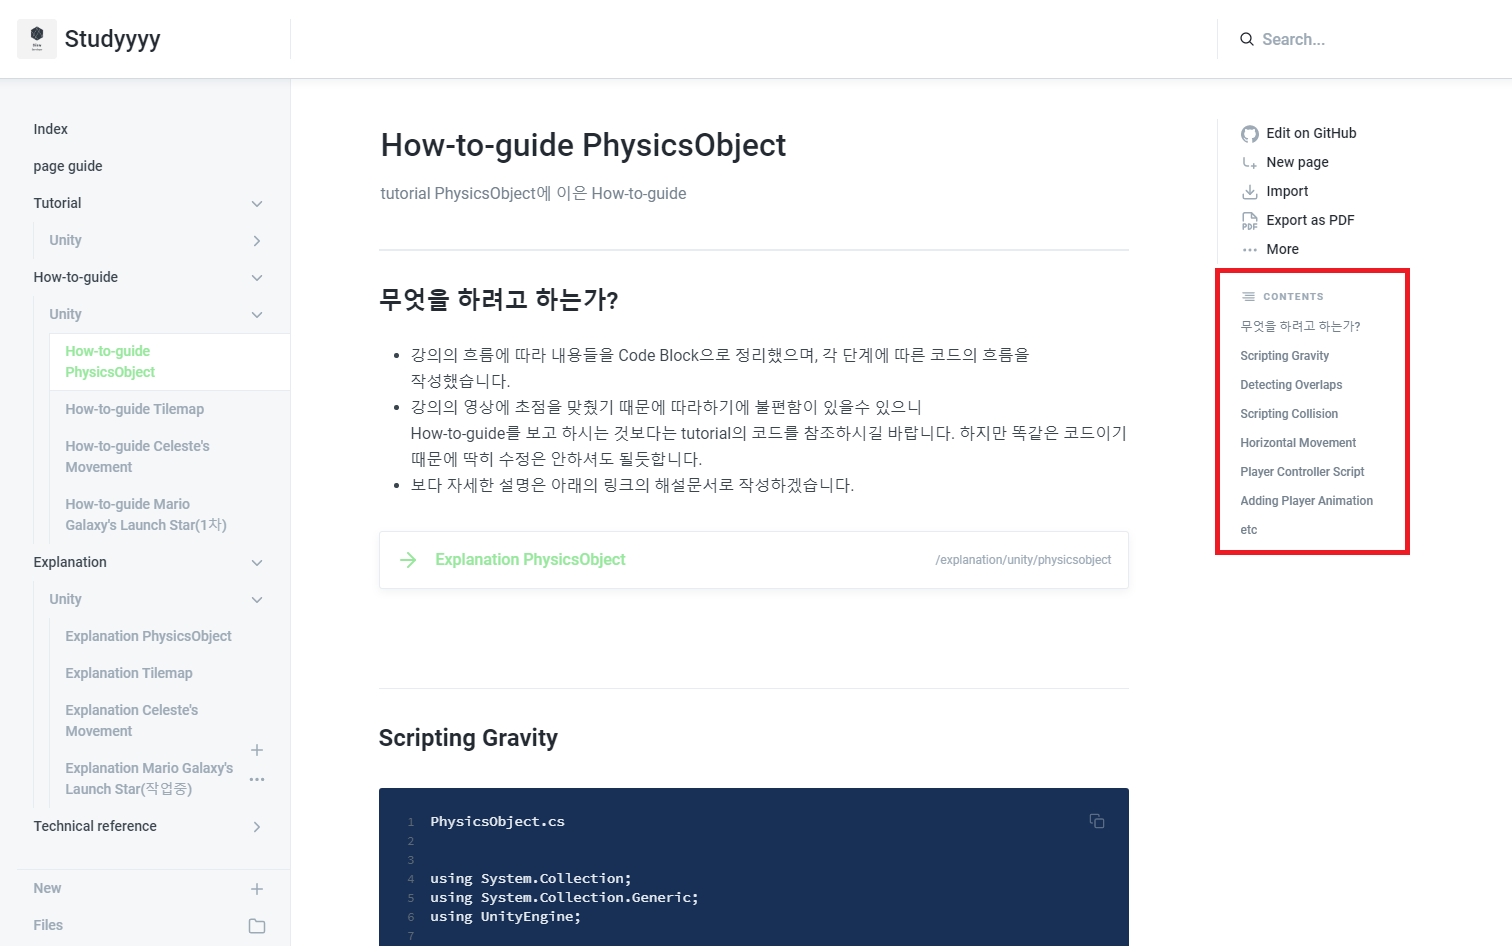 Studyyyy
Search...
Index
page guide
Tutorial
Unity
How-to-guide
Unity
How-to-guide
PhysicsObject
How-to-guide Tilemap
How-to-guide Celeste's
Movement
How-to-guide Mario
Galaxy's Launch Star(1차)
Explanation
Unity
Explanation PhysicsObject
Explanation Tilemap
Explanation Celeste's
Movement
Explanation Mario Galaxy's
Launch Star(작업중)
Technical reference
New
Files
How-to-guide PhysicsObject
tutorial PhysicsObject에 이은 How-to-guide
무엇을 하려고 하는가?
강의의 흐름에 따라 내용들을 Code Block으로 정리했으며, 각 단계에 따른 코드의 흐름을
작성했습니다.
강의의 영상에 초점을 맞췄기 때문에 따라하기에 불편함이 있을수 있으니
How-to-guide를 보고 하시는 것보다는 tutorial의 코드를 참조하시길 바랍니다. 하지만 똑같은 코드이기
때문에 딱히 수정은 안하셔도 될듯합니다.
보다 자세한 설명은 아래의 링크의 해설문서로 작성하겠습니다.
Explanation PhysicsObject /explanation/unity/physicsobject
Scripting Gravity
1 PhysicsObject.cs
2
3
4 using System.Collection;
5 using System.Collection.Generic;
6 using UnityEngine;
7
Edit on GitHub
New page
Import
PDF Export as PDF
More
CONTENTS
무엇을 하려고 하는가?
Scripting Gravity
Detecting Overlaps
Scripting Collision
Horizontal Movement
Player Controller Script
Adding Player Animation
etc